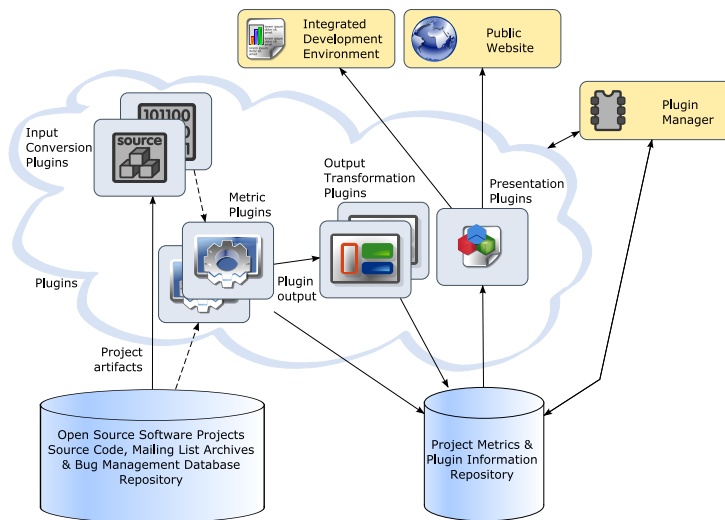 Integrated
Development
Environment
Public
Website
Plugin
Manager
Input
Conversion
Plugins
101100
source
Metric
Plugins
Output
Transformation
Plugins
Presentation
Plugins
Plugins
Plugin
output
Project
artifacts
Open Source Software Projects
Source Code, Mailing List Archives
& Bug Management Database
Repository
Project Metrics &
Plugin Information
Repository